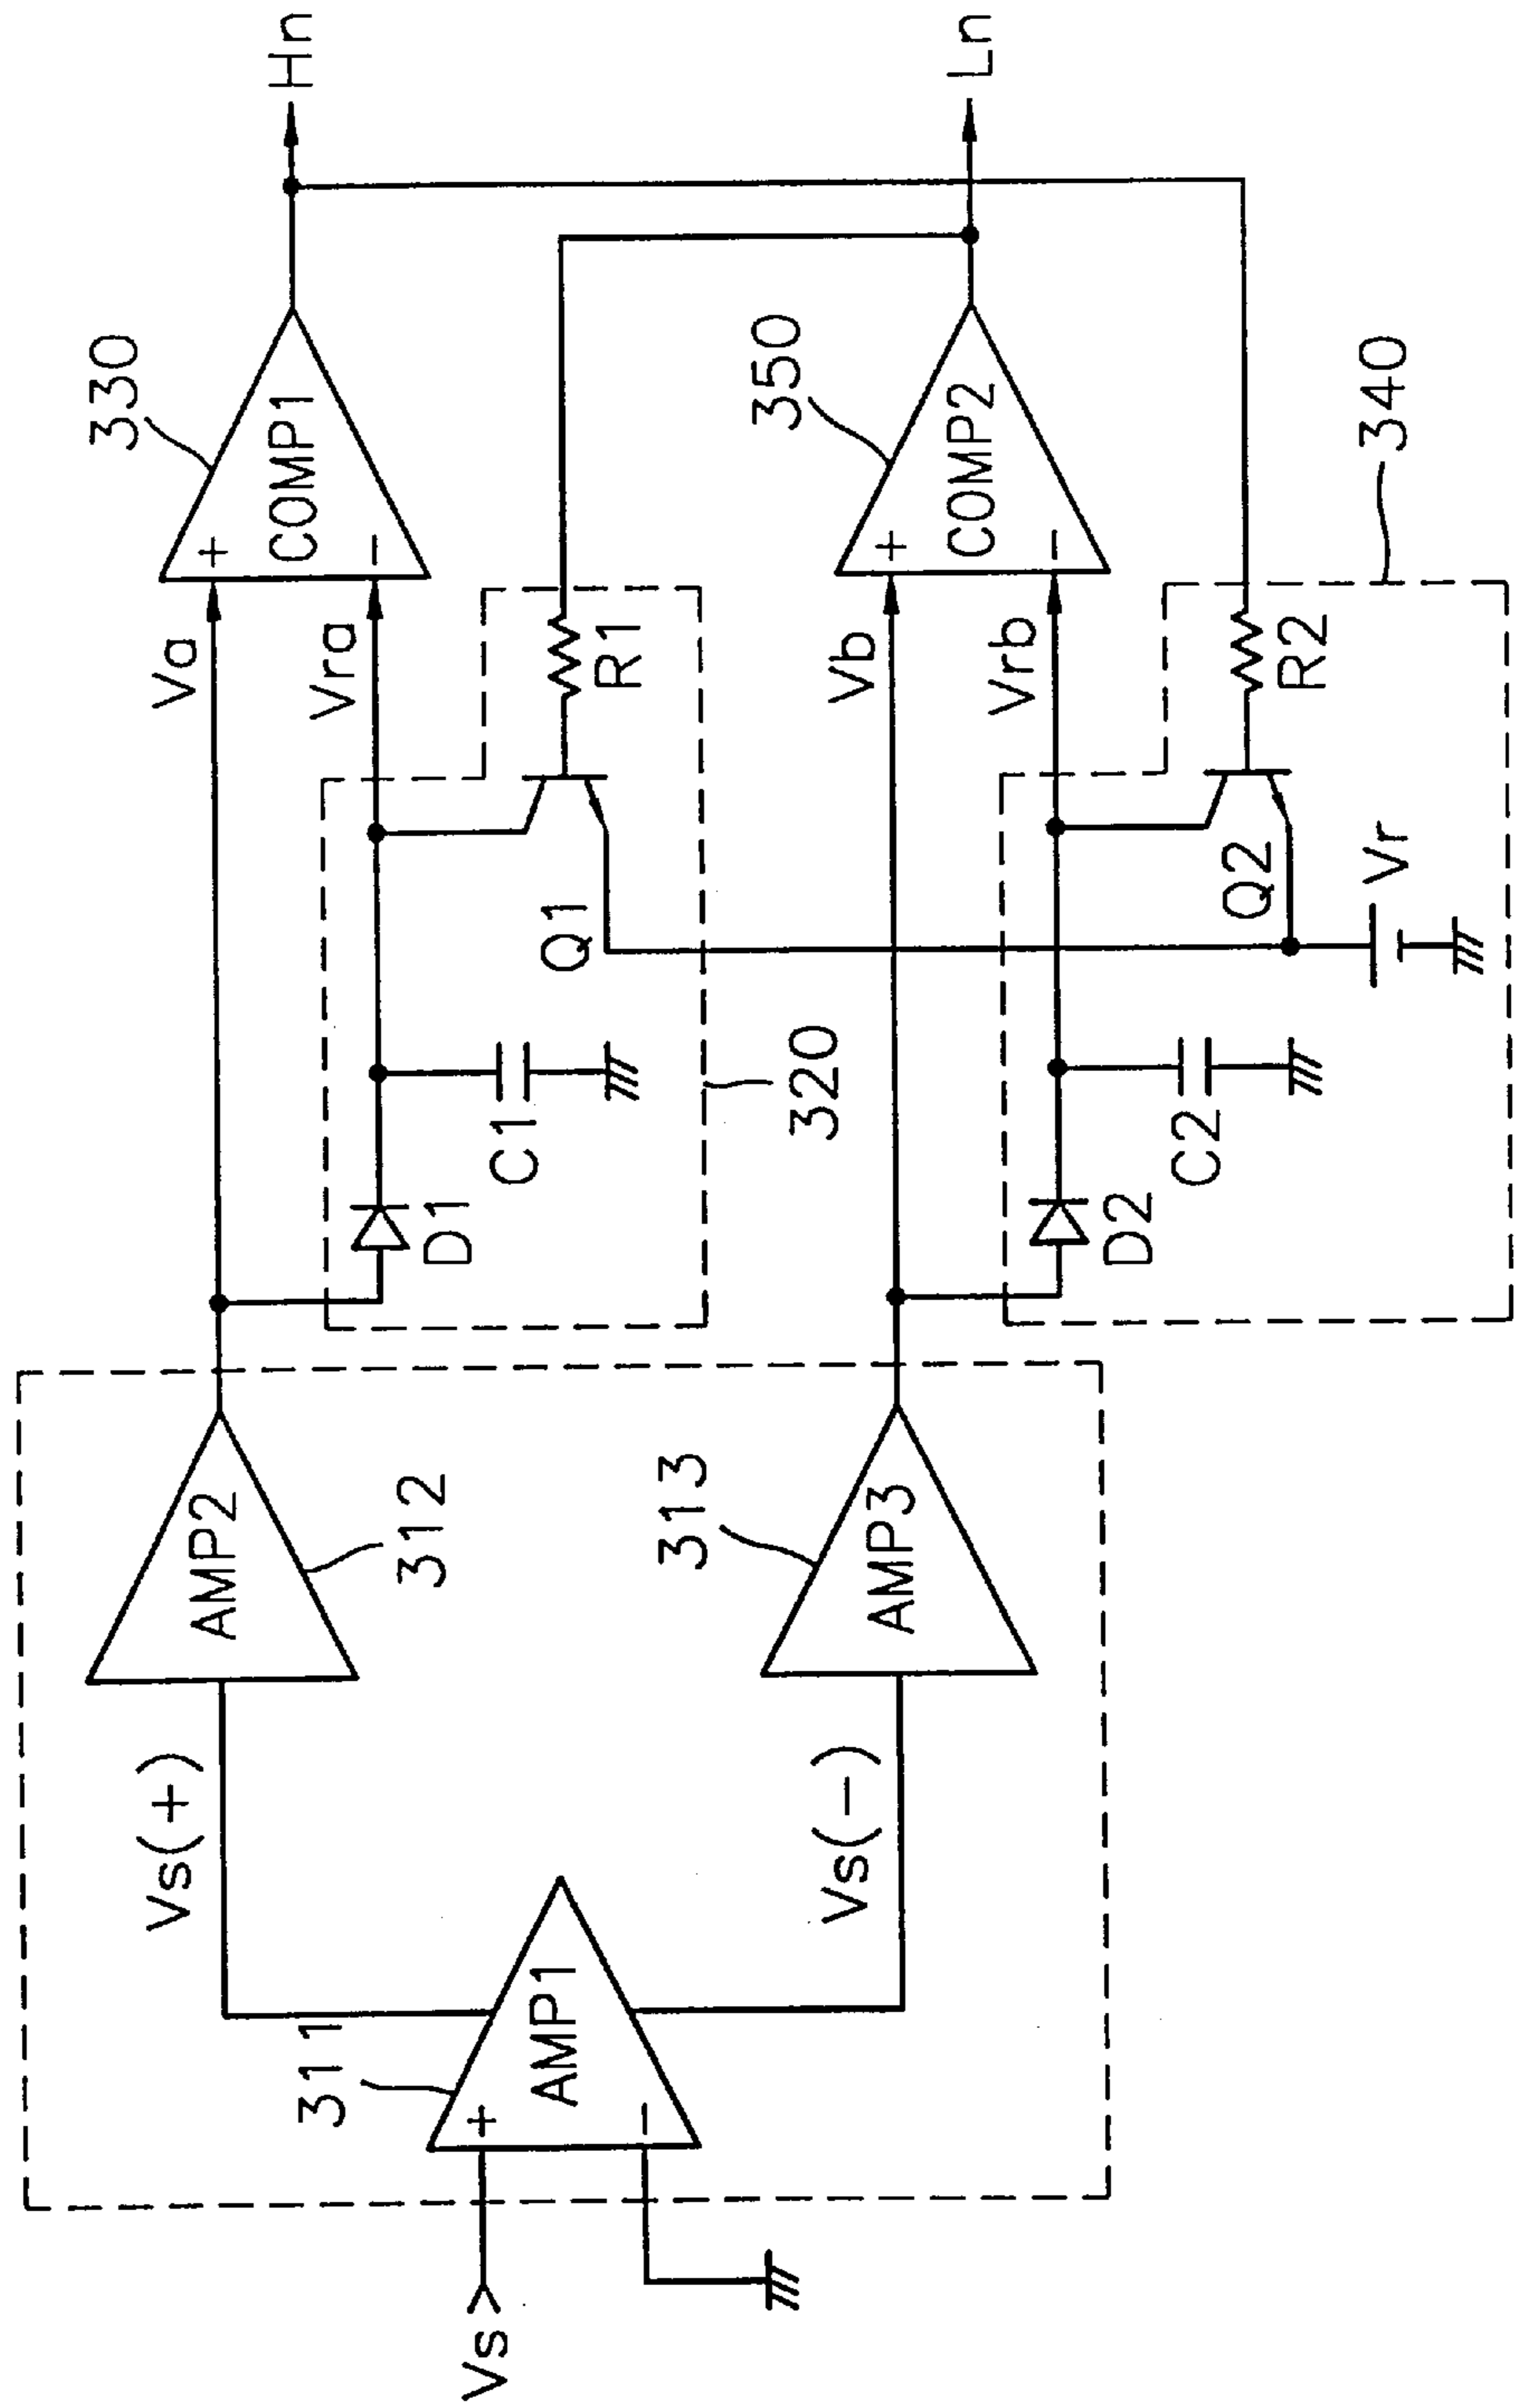 Vs
311
+
−
AMP1
Vs(+)
Vs(−)
AMP2
312
313
AMP3
D1
C1
320
Q1
R1
Va
Vra
330
+
−
COMP1
Hn
D2
C2
Q2
Vr
R2
340
Vb
Vrb
350
+
−
COMP2
Ln